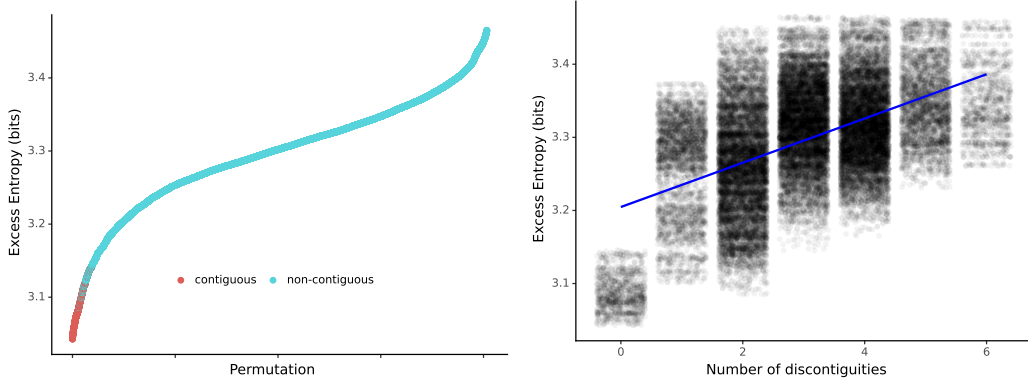 Excess Entropy (bits)
3.4
3.3
3.2
3.1
contiguous
non-contiguous
Permutation
Excess Entropy (bits)
3.4
3.3
3.2
3.1
0
2
4
6
Number of discontiguities